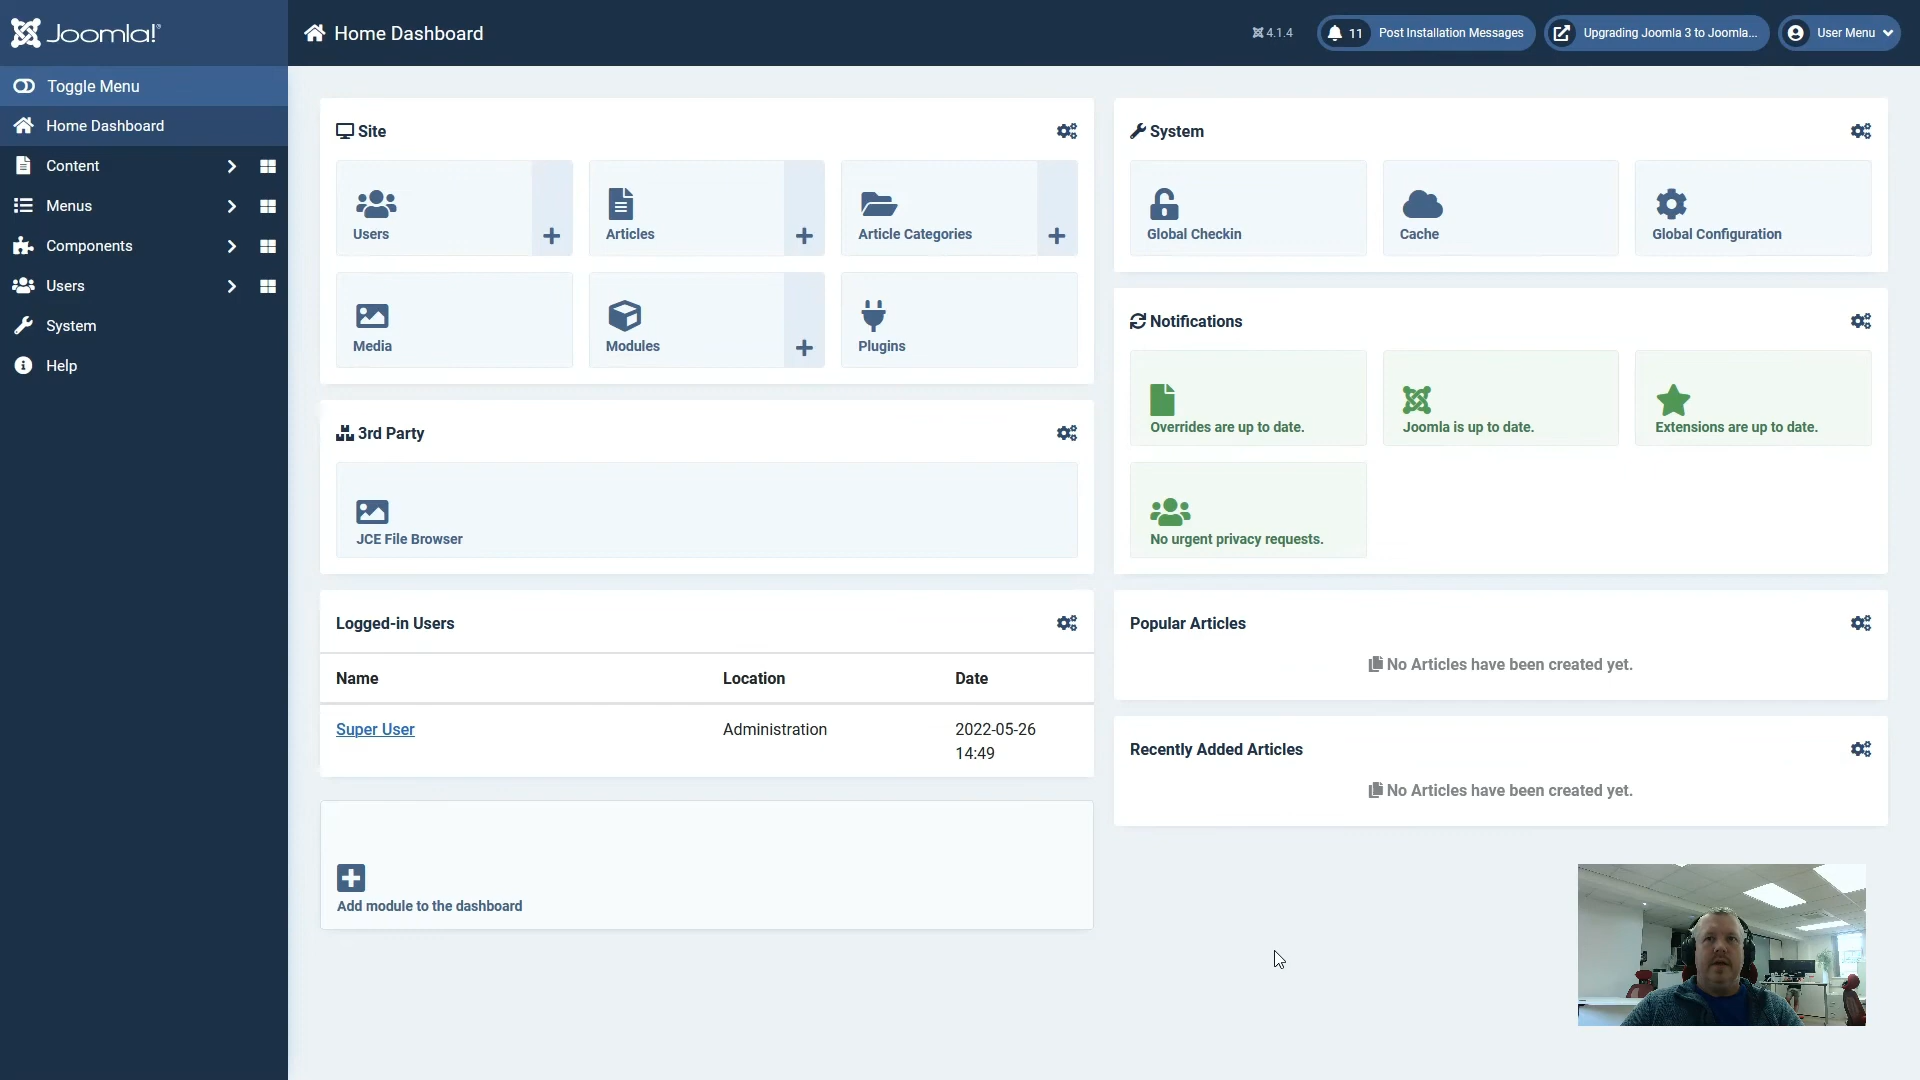 Joomla!®
Home Dashboard
4.1.4
11 Post Installation Messages
Upgrading Joomla 3 to Joomla...
User Menu
Toggle Menu
Home Dashboard
Content
Menus
Components
Users
System
Help
Site
Users
Articles
Article Categories
Media
Modules
Plugins
3rd Party
JCE File Browser
Logged-in Users
Name Location Date
Super User Administration 2022-05-26
14:49
Add module to the dashboard
System
Global Checkin
Cache
Global Configuration
Notifications
Overrides are up to date.
Joomla is up to date.
Extensions are up to date.
No urgent privacy requests.
Popular Articles
No Articles have been created yet.
Recently Added Articles
No Articles have been created yet.